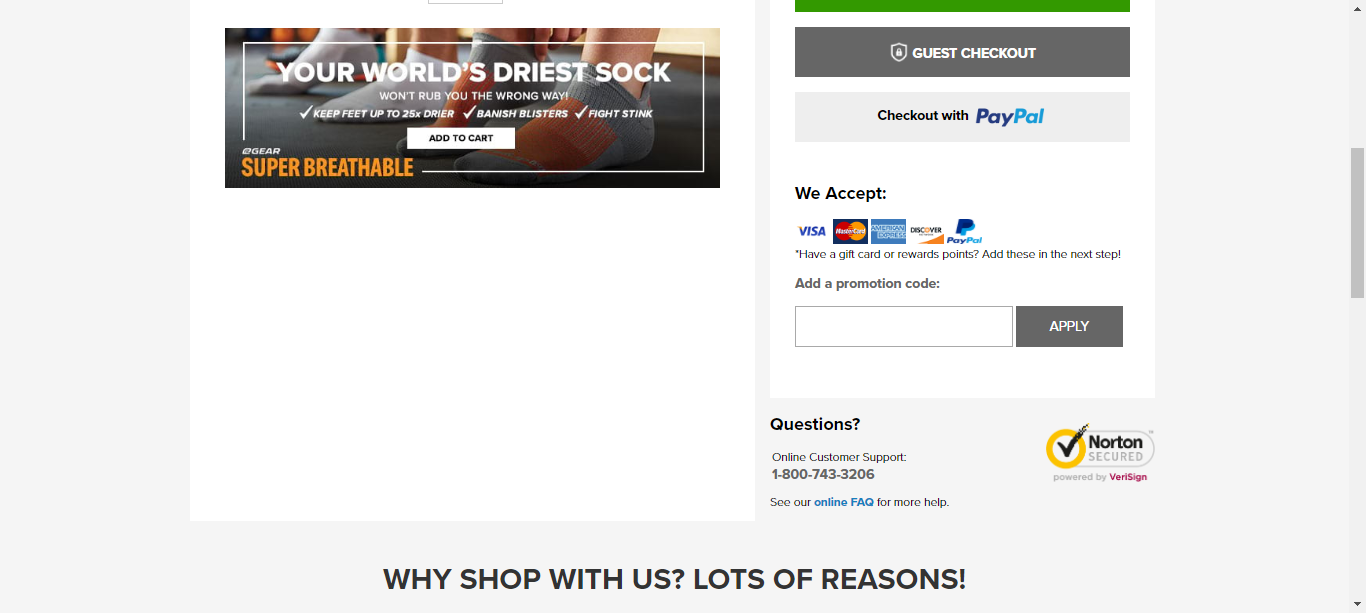 YOUR WORLD'S DRIEST SOCK
WON'T RUB YOU THE WRONG WAY!
KEEP FEET UP TO 25x DRIER BANISH BLISTERS FIGHT STINK
ADD TO CART
eGEAR
SUPER BREATHABLE
GUEST CHECKOUT
Checkout with PayPal
We Accept:
VISA MasterCard AMERICAN EXPRESS DISCOVER PayPal
*Have a gift card or rewards points? Add these in the next step!
Add a promotion code:
APPLY
Questions?
Online Customer Support:
1-800-743-3206
See our online FAQ for more help.
Norton
SECURED
powered by VeriSign
WHY SHOP WITH US? LOTS OF REASONS!